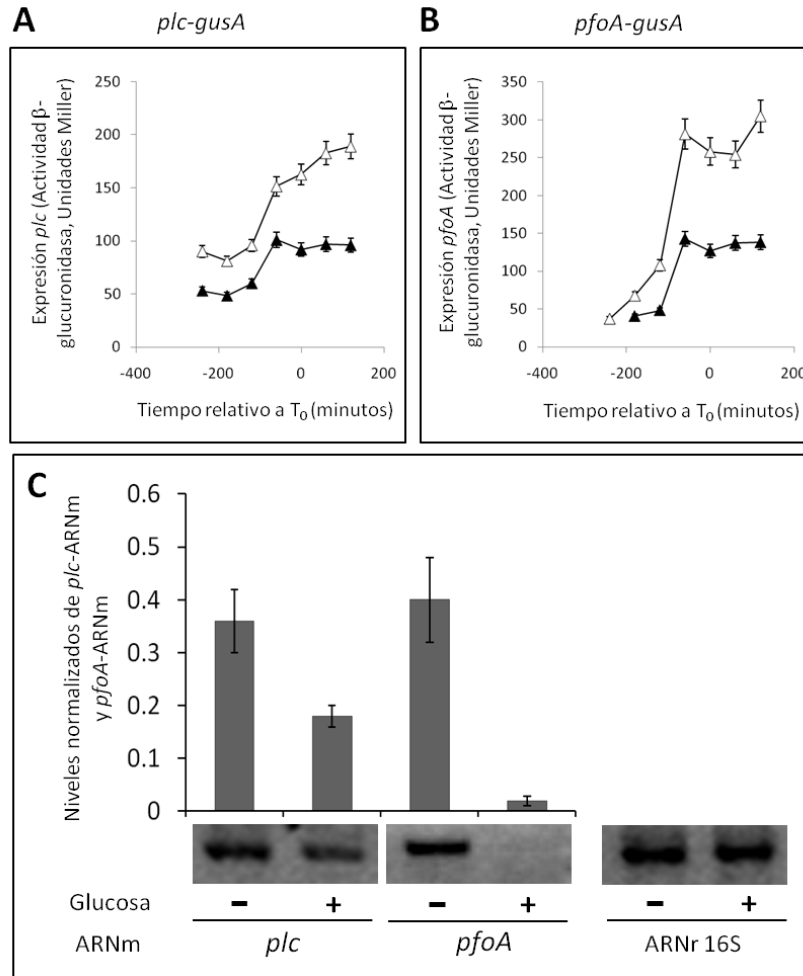 A
plc-gusA
Expresión plc (Actividad β-
glucuronidasa, Unidades Miller)
250
200
150
100
50
0
-400
-200
0
200
Tiempo relativo a T₀ (minutos)
B
pfoA-gusA
Expresión pfoA (Actividad β-
glucuronidasa, Unidades Miller)
350
300
250
200
150
100
50
0
-400
-200
0
200
Tiempo relativo a T₀ (minutos)
C
Niveles normalizados de plc-ARNm
y pfoA-ARNm
0.6
0.5
0.4
0.3
0.2
0.1
0
Glucosa - + - + - +
ARNm plc pfoA ARNr 16S